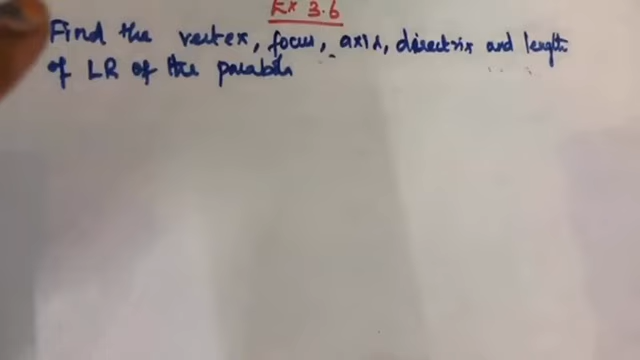 Ex 3.6
Find the vertex, focus, axis, directrix and length
of LR of the parabola